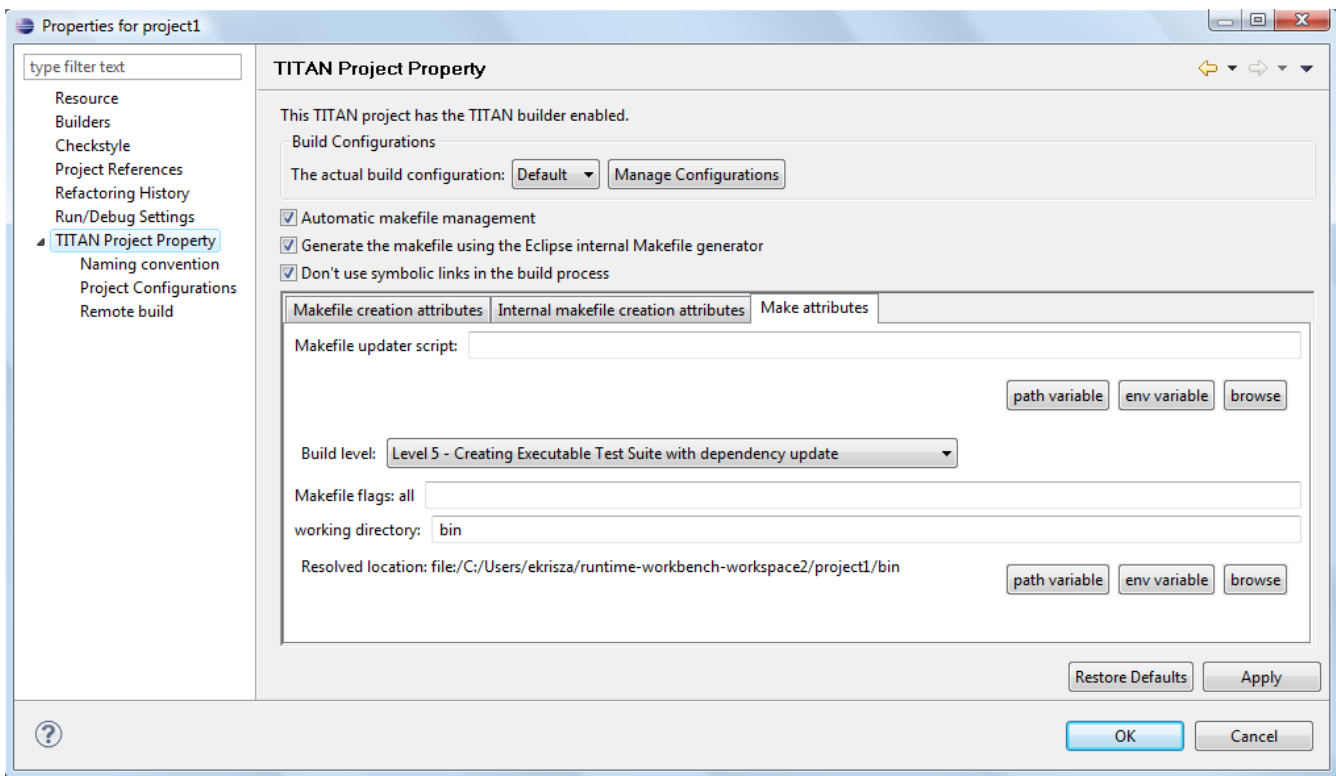 Properties for project1
type filter text
Resource
Builders
Checkstyle
Project References
Refactoring History
Run/Debug Settings
TITAN Project Property
Naming convention
Project Configurations
Remote build
TITAN Project Property
This TITAN project has the TITAN builder enabled.
Build Configurations
The actual build configuration: Default Manage Configurations
Automatic makefile management
Generate the makefile using the Eclipse internal Makefile generator
Don't use symbolic links in the build process
Makefile creation attributes Internal makefile creation attributes Make attributes
Makefile updater script:
path variable env variable browse
Build level: Level 5 - Creating Executable Test Suite with dependency update
Makefile flags: all
working directory: bin
Resolved location: file:/C:/Users/ekrisza/runtime-workbench-workspace2/project1/bin
path variable env variable browse
Restore Defaults Apply
? OK Cancel